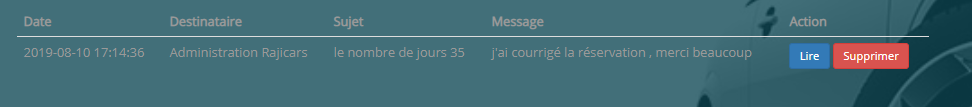 Date Destinataire Sujet Message Action
2019-08-10 17:14:36 Administration Rajicars le nombre de jours 35 j'ai courrigé la réservation , merci beaucoup Lire Supprimer